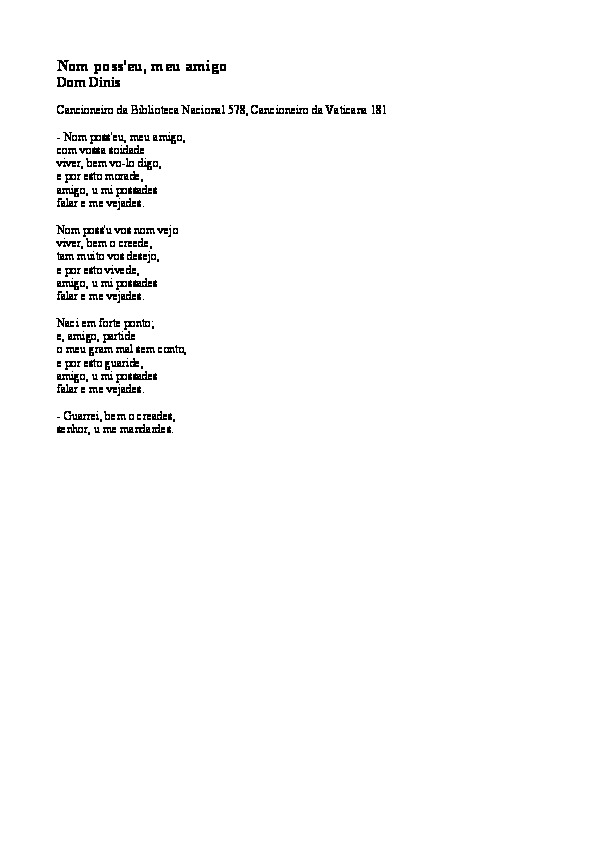 Nom poss'eu, meu amigo
Dom Dinis
Cancioneiro da Biblioteca Nacional 578, Cancioneiro da Vaticana 181
- Nom poss'eu, meu amigo,
com vossa soidade
viver, bem vo-lo digo,
e por esto morade,
amigo, u mi possades
falar e me vejades.
Nom poss'u vos nom vejo
viver, bem o creede,
tam muito vos desejo,
e por esto vivede,
amigo, u mi possades
falar e me vejades.
Naci em forte ponto;
e, amigo, partide
o meu gram mal sem conto,
e por esto guaride,
amigo, u mi possades
falar e me vejades.
- Guarrei, bem o creades,
senhor, u me mandardes.